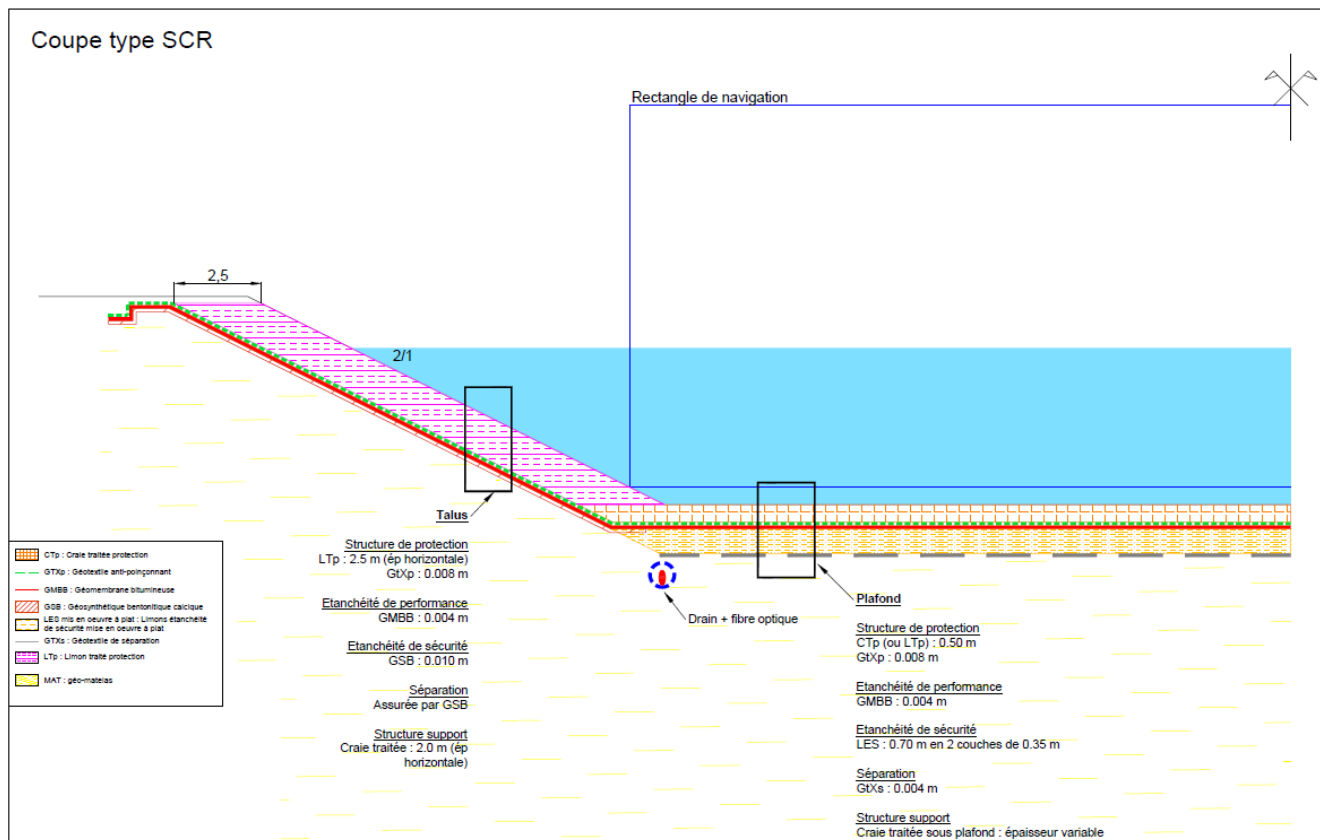 Coupe type SCR
Rectangle de navigation
2,5
2/1
Talus
Structure de protection
LTp : 2.5 m (ép horizontale)
GtXp : 0.008 m
Etanchéité de performance
GMBB : 0.004 m
Etanchéité de sécurité
GSB : 0.010 m
Séparation
Assurée par GSB
Structure support
Craie traitée : 2.0 m (ép
horizontale)
Drain + fibre optique
Plafond
Structure de protection
CTp (ou LTp) : 0.50 m
GtXp : 0.008 m
Etanchéité de performance
GMBB : 0.004 m
Etanchéité de sécurité
LES : 0.70 m en 2 couches de 0.35 m
Séparation
GtXs : 0.004 m
Structure support
Craie traitée sous plafond : épaisseur variable
CTp : Craie traitée protection
GTXp : Géotextile anti-poinçonnant
GMBB : Géomembrane bitumineuse
GSB : Géosynthétique bentonitique calcique
LES mis en oeuvre à plat : Limons étanchéité
de sécurité mise en oeuvre à plat
GTXs : Géotextile de séparation
LTp : Limon traité protection
MAT : géo-matelas